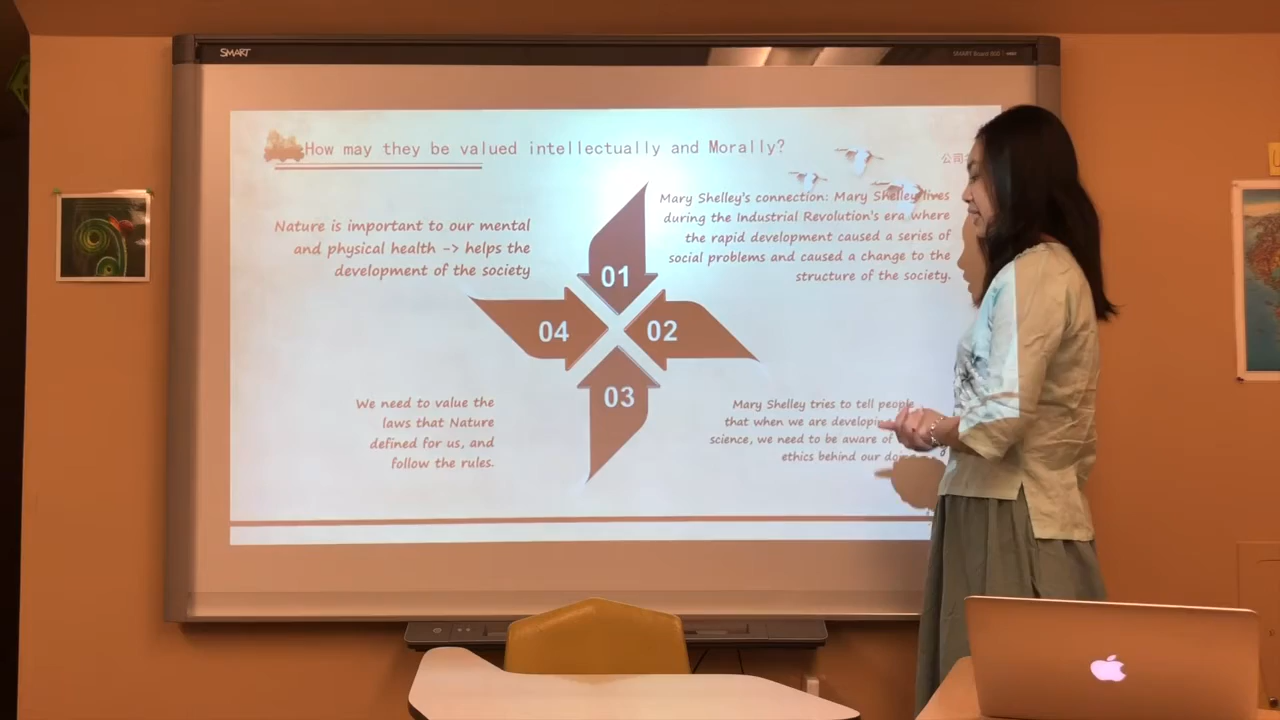 SMART
SMART Board
How may they be valued intellectually and Morally?
公司
Nature is important to our mental
and physical health -> helps the
development of the society
Mary Shelley's connection: Mary Shelley lives
during the Industrial Revolution's era where
the rapid development caused a series of
social problems and caused a change to the
structure of the society.
01
04
02
03
We need to value the
laws that Nature
defined for us, and
follow the rules.
Mary Shelley tries to tell people
that when we are developing
science, we need to be aware of
ethics behind our